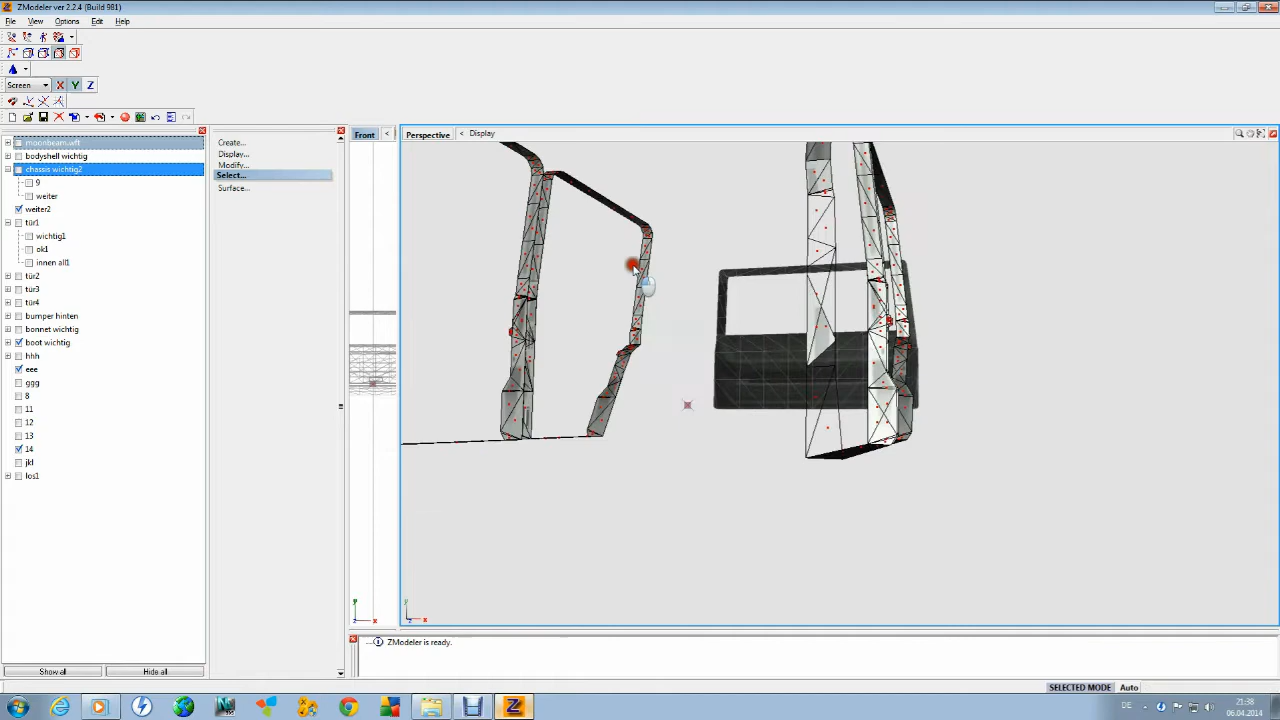 ZModeler ver 2.2.4 (Build 981)
File View Options Edit Help
Screen X Y Z
moonbeam.wft
bodyshell wichtig
chassis wichtig2
9
weiter
weiter2
tür1
wichtig1
ok1
innen all1
tür2
tür3
tür4
bumper hinten
bonnet wichtig
boot wichtig
hhh
eee
ggg
8
11
12
13
14
jkl
los1
Show all Hide all
Create...
Display...
Modify...
Select...
Surface...
Front <
Perspective < Display
y
z x
y
z x
ZModeler is ready.
SELECTED MODE Auto
DE 21:38
06.04.2014